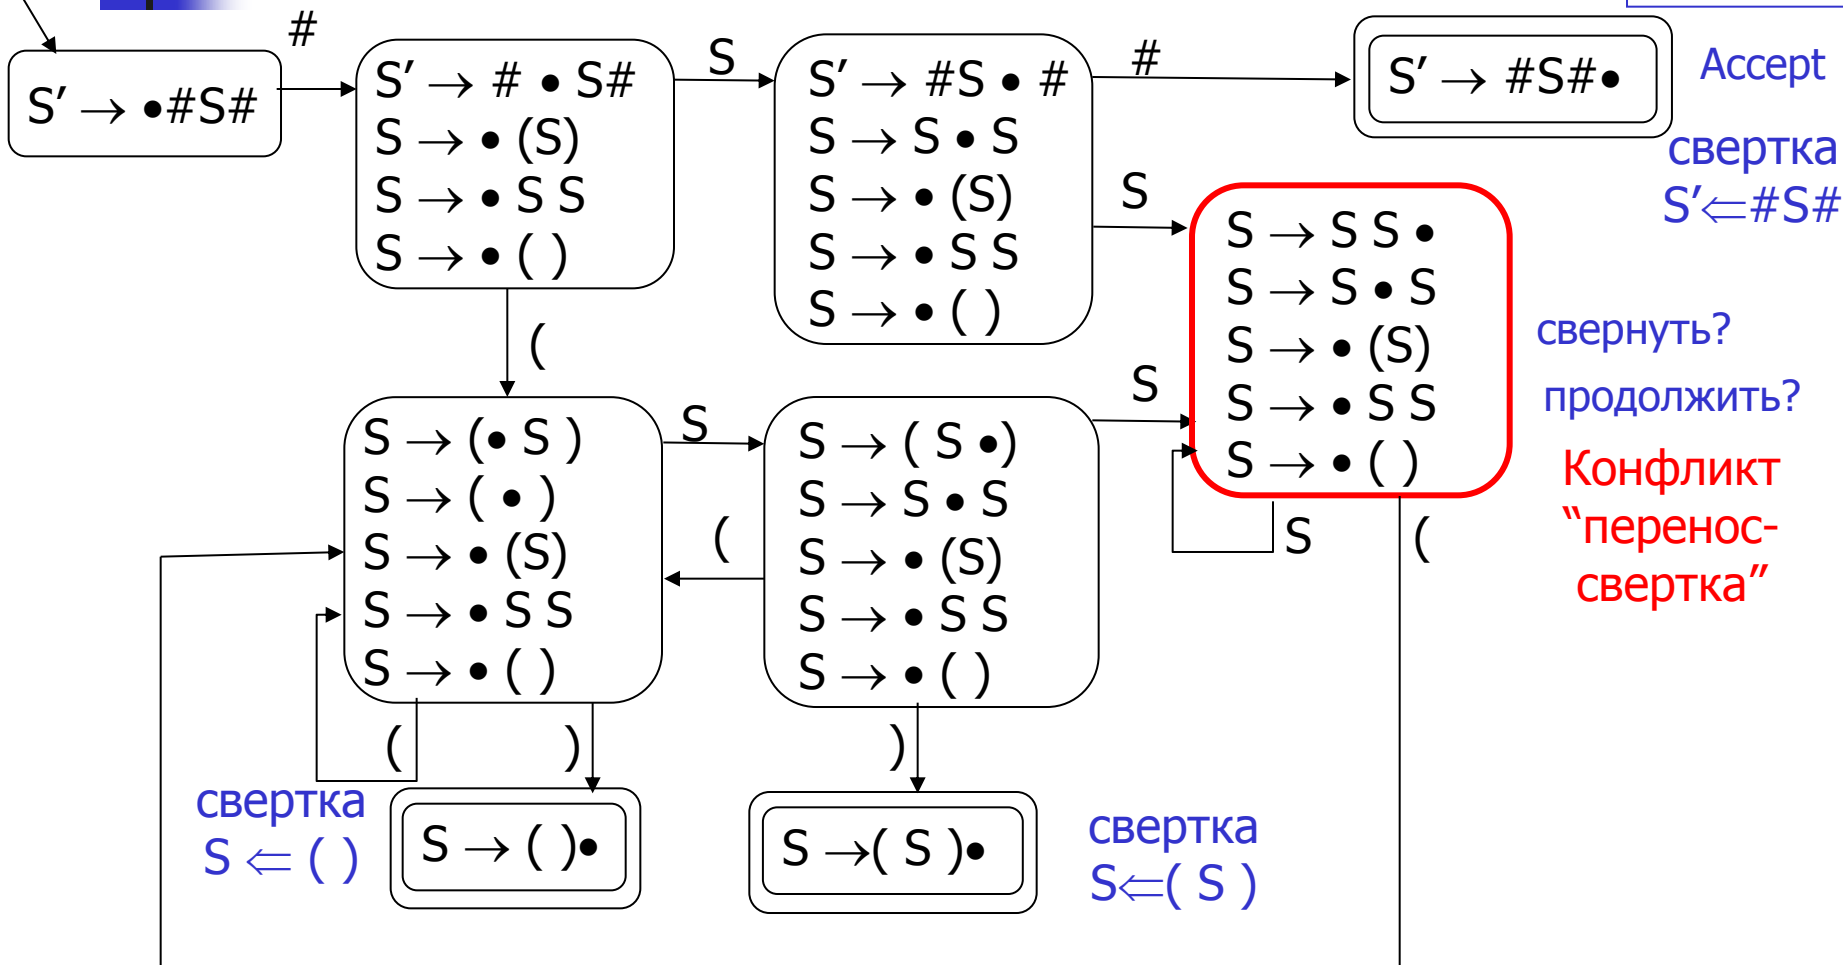 #
S′ → •#S#
S′ → # • S#
S → • (S)
S → • S S
S → • ( )
S
S′ → #S • #
S → S • S
S → • (S)
S → • S S
S → • ( )
#
S′ → #S#•
Accept
свертка
S′⇐#S#
S
S → S S •
S → S • S
S → • (S)
S → • S S
S → • ( )
свернуть?
продолжить?
Конфликт
“перенос-
свертка”
(
S → (• S )
S → ( • )
S → • (S)
S → • S S
S → • ( )
S
(
S → ( S •)
S → S • S
S → • (S)
S → • S S
S → • ( )
S
S
(
(
)
)
свертка
S ⇐ ( )
S → ( )•
S →( S )•
свертка
S⇐( S )